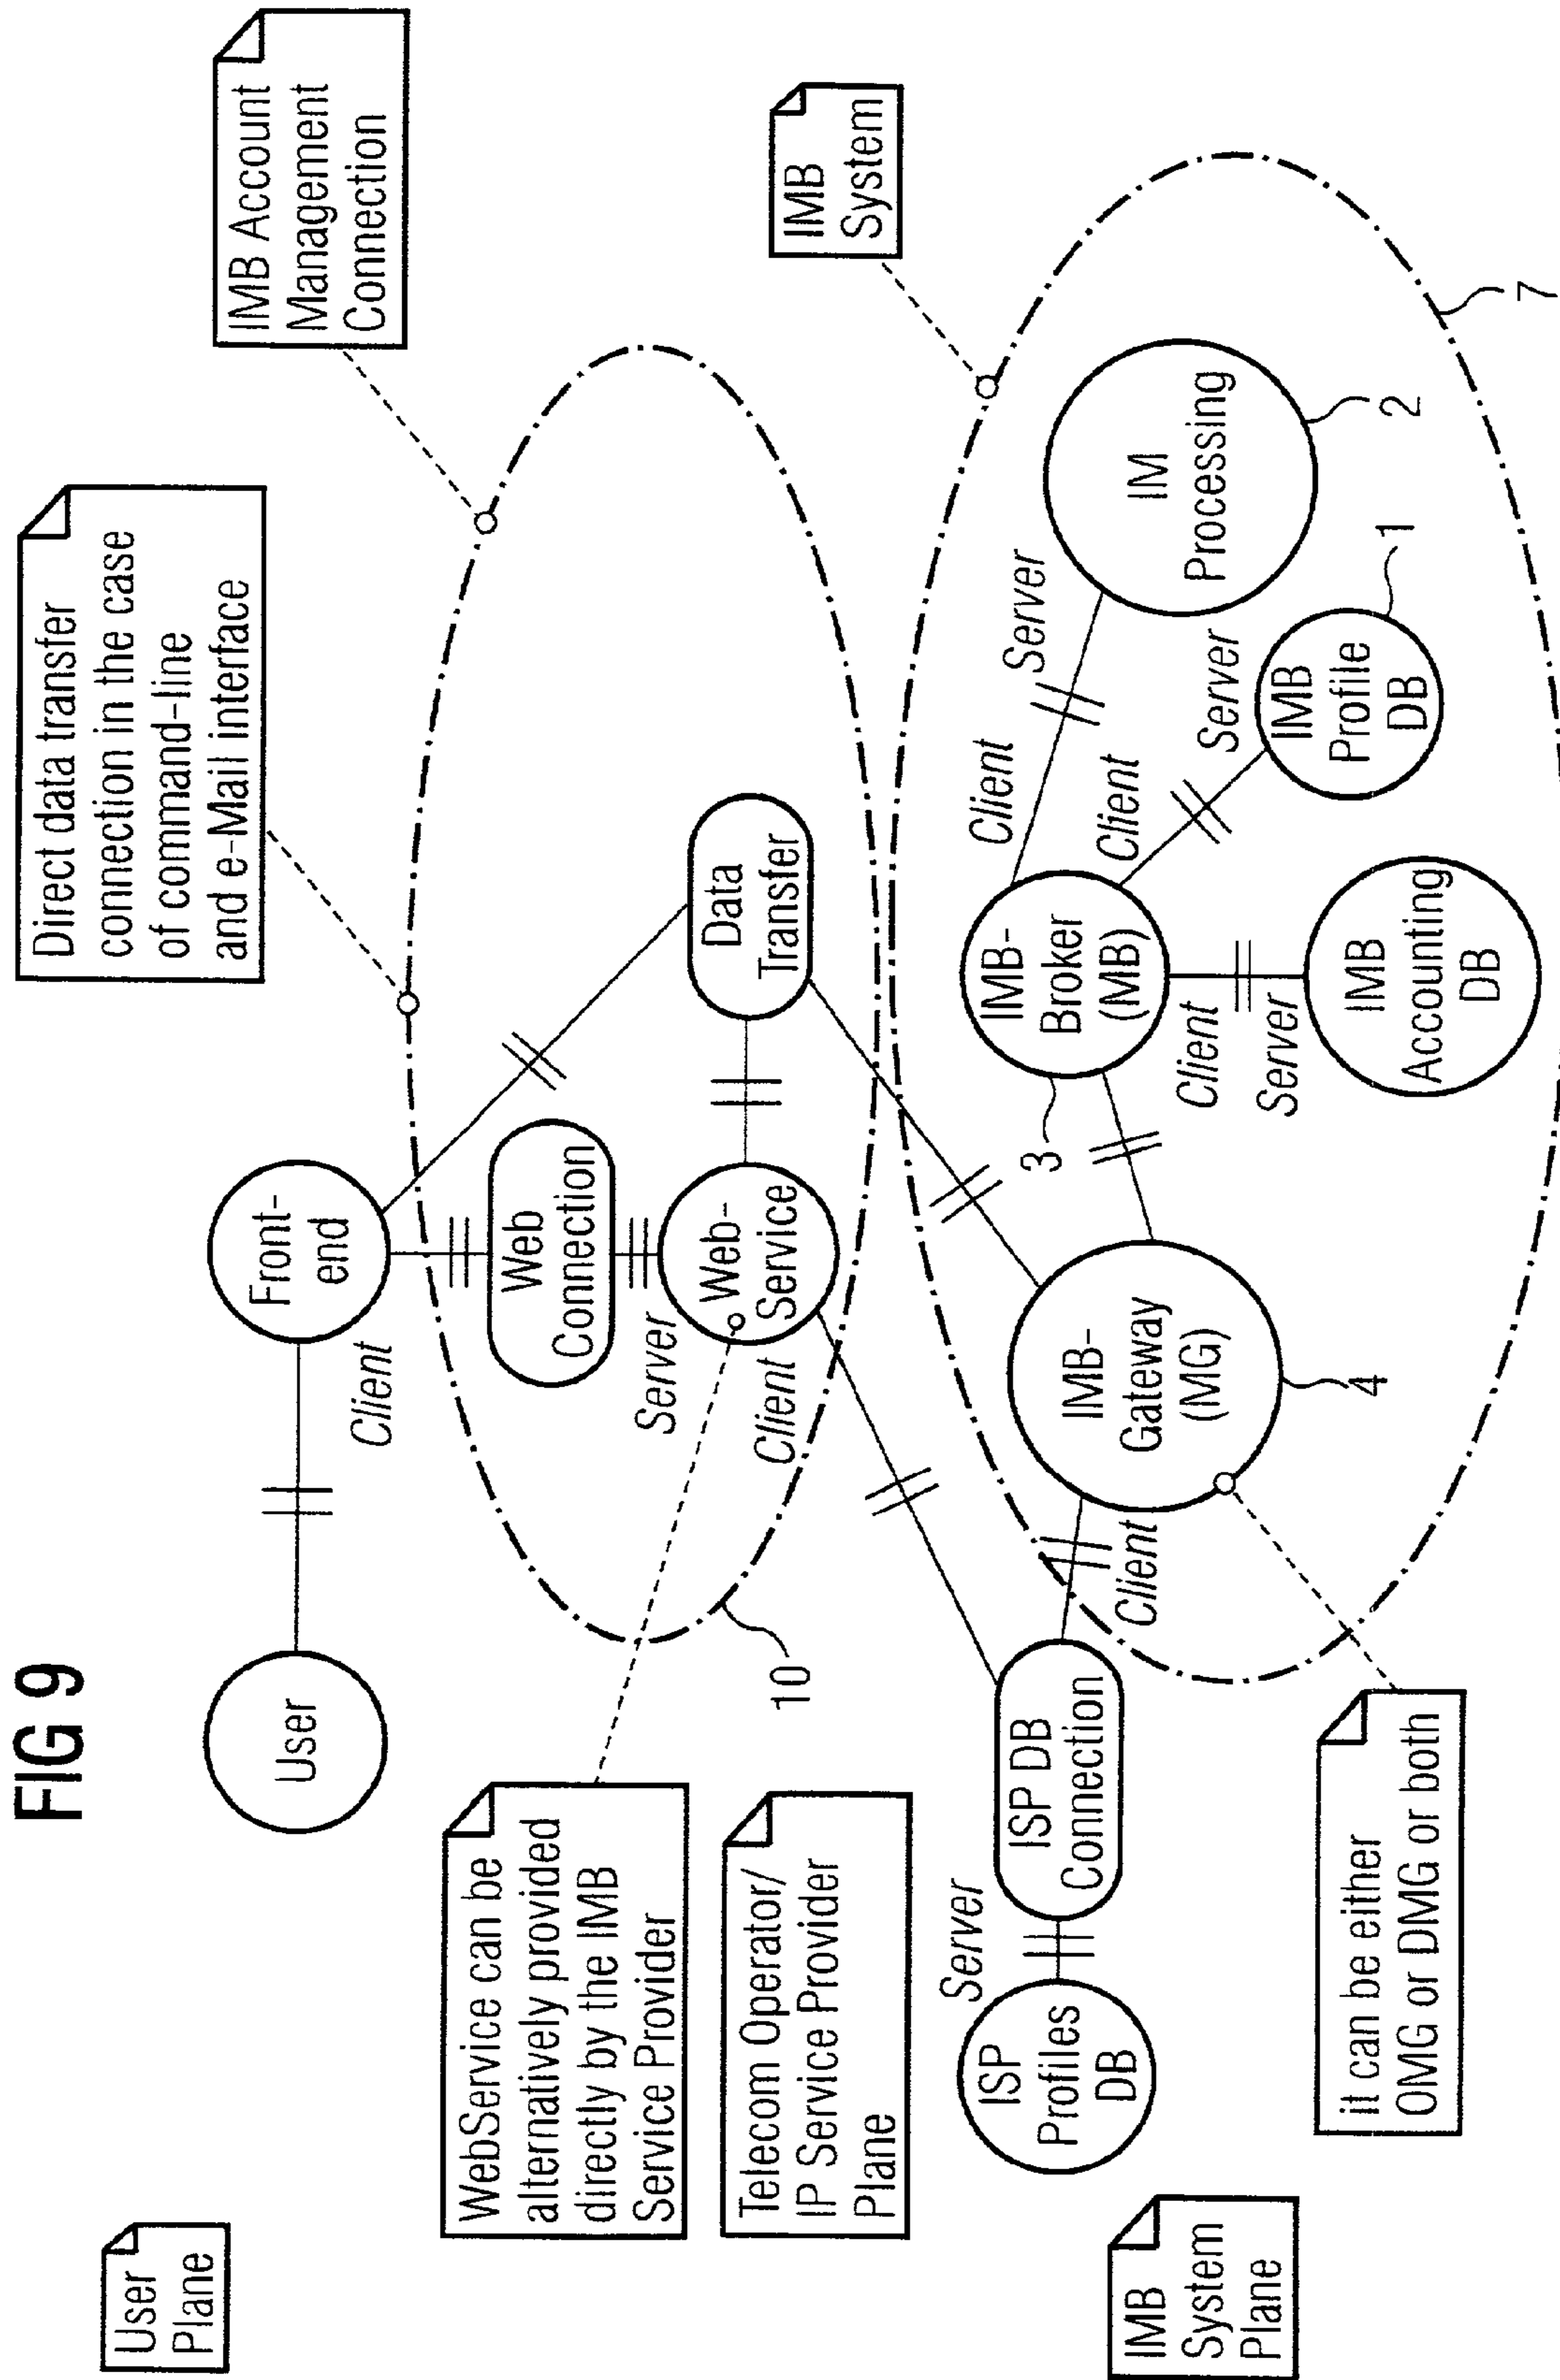 FIG 9
User
Plane
User
Front-
end
Client
Direct data transfer
connection in the case
of command-line
and e-Mail interface
IMB Account
Management
Connection
WebService can be
alternatively provided
directly by the IMB
Service Provider
Web
Connection
Server
Web-
Service
Client
Data
Transfer
10
Telecom Operator/
IP Service Provider
Plane
IMB
System
Server
ISP
Profiles
DB
ISP DB
Connection
Client
IMB-
Gateway
(MG)
4
3
IMB-
Broker
(MB)
Client
Server
IM
Processing
2
Client
Server
IMB
Profile
DB
1
Client
Server
IMB
Accounting
DB
7
IMB
System
Plane
it can be either
OMG or DMG or both